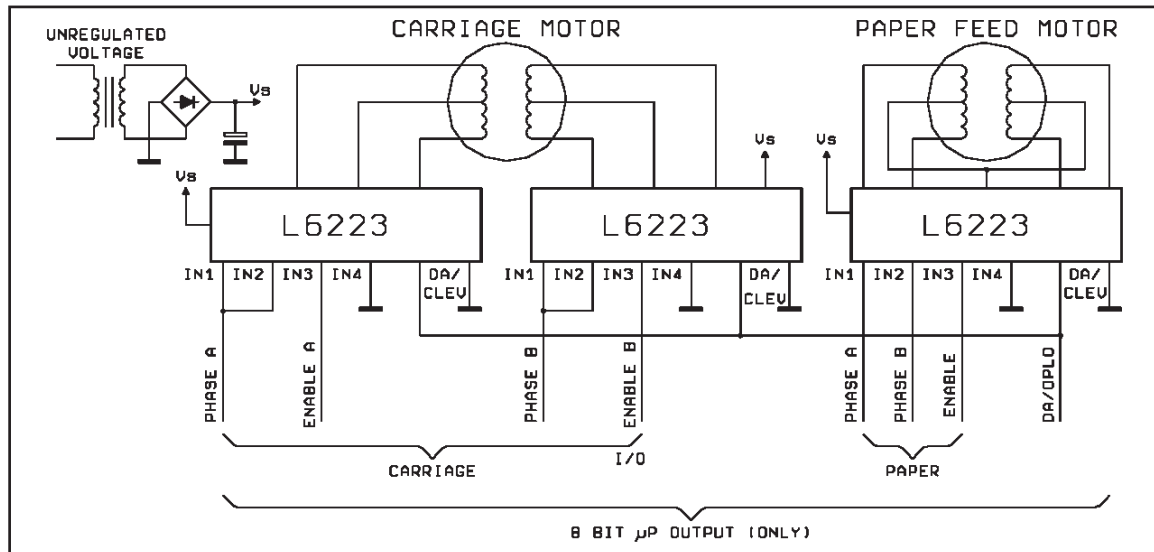 UNREGULATED
VOLTAGE
CARRIAGE MOTOR
PAPER FEED MOTOR
Vs
Vs
Vs
Vs
L6223
L6223
L6223
IN1 IN2 IN3 IN4 DA/
CLEV
IN1 IN2 IN3 IN4 DA/
CLEV
IN1 IN2 IN3 IN4 DA/
CLEV
PHASE A
ENABLE A
PHASE B
ENABLE B
PHASE A
PHASE B
ENABLE
DA/OPLO
I/O
CARRIAGE
PAPER
8 BIT µP OUTPUT (ONLY)